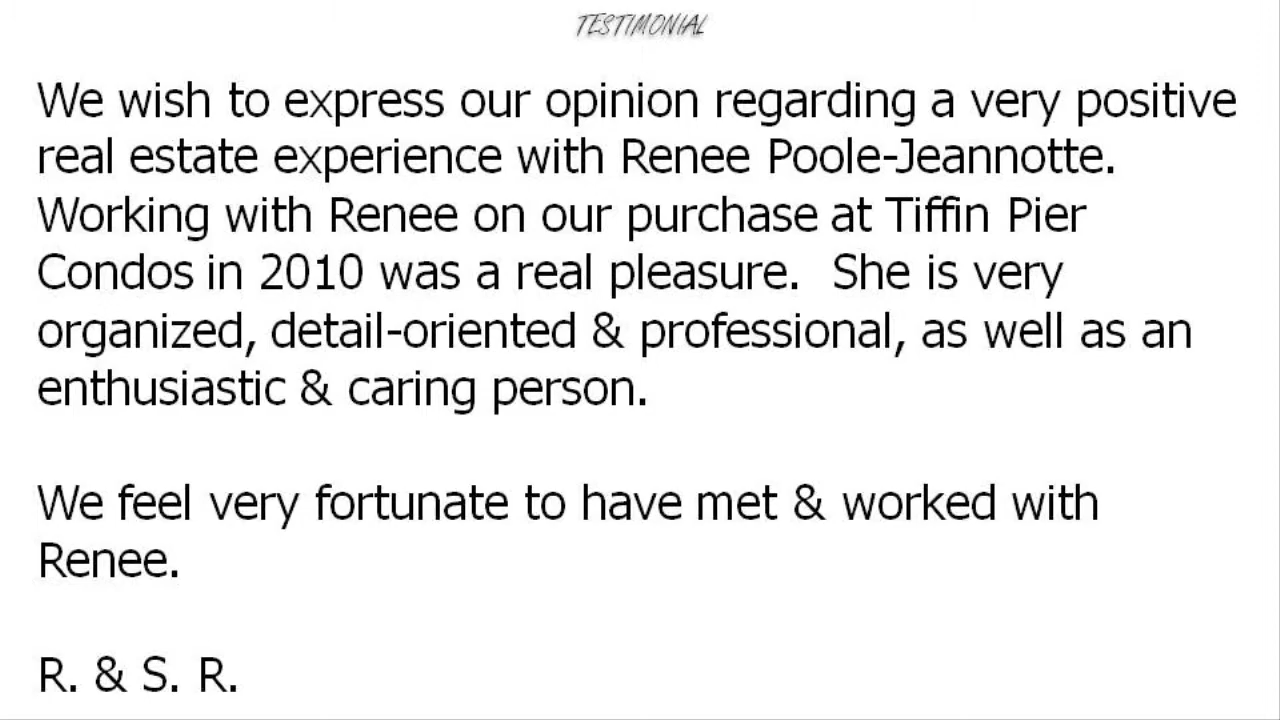 TESTIMONIAL
We wish to express our opinion regarding a very positive
real estate experience with Renee Poole-Jeannotte.
Working with Renee on our purchase at Tiffin Pier
Condos in 2010 was a real pleasure.  She is very
organized, detail-oriented & professional, as well as an
enthusiastic & caring person.
We feel very fortunate to have met & worked with
Renee.
R. & S. R.